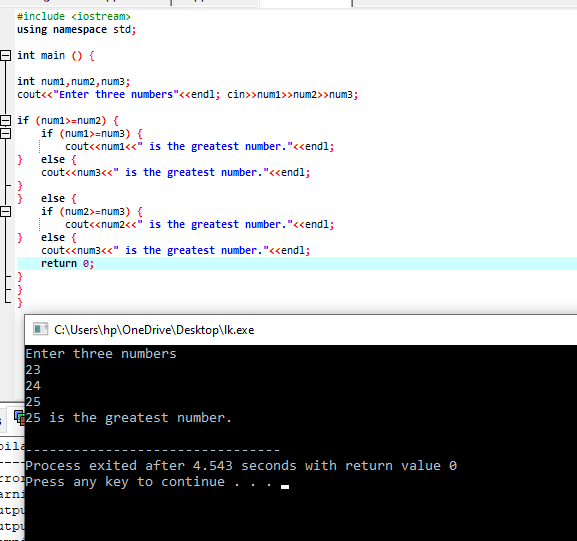 #include <iostream>
using namespace std;
int main () {
int num1,num2,num3;
cout<<"Enter three numbers"<<endl; cin>>num1>>num2>>num3;
if (num1>=num2) {
if (num1>=num3) {
cout<<num1<<" is the greatest number."<<endl;
} else {
cout<<num3<<" is the greatest number."<<endl;
}
} else {
if (num2>=num3) {
cout<<num2<<" is the greatest number."<<endl;
} else {
cout<<num3<<" is the greatest number."<<endl;
return 0;
}
}
}
C:\Users\hp\OneDrive\Desktop\lk.exe
Enter three numbers
23
24
25
25 is the greatest number.
--------------------------------
Process exited after 4.543 seconds with return value 0
Press any key to continue . . .